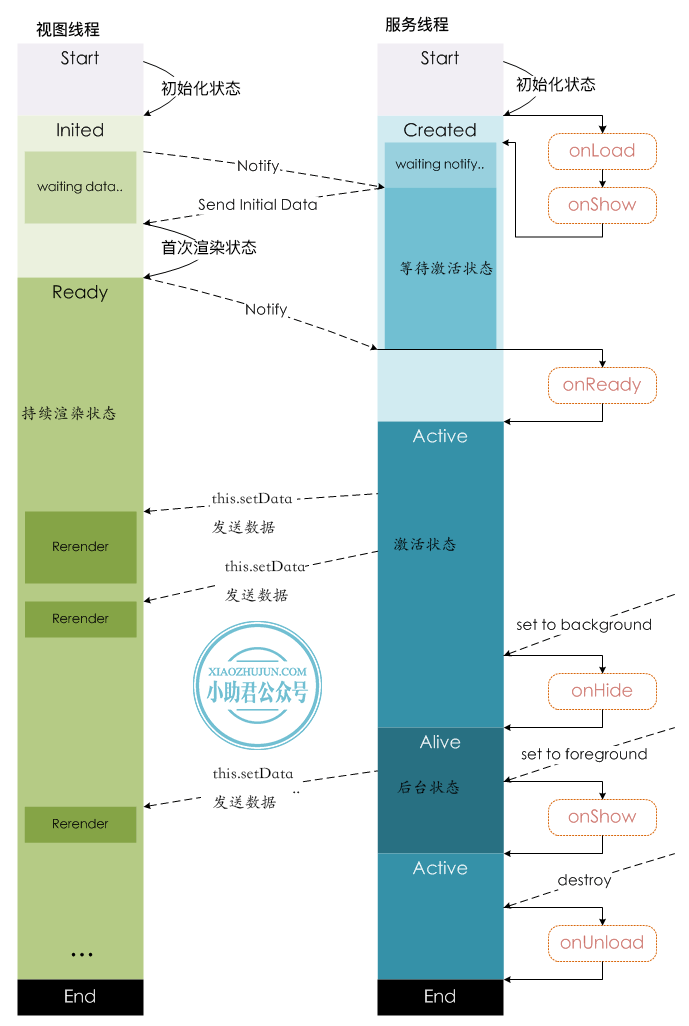 视图线程
服务线程
Start
Start
初始化状态
初始化状态
Inited
Created
onLoad
waiting data..
Notify
waiting notify..
Send Initial Data
onShow
首次渲染状态
等待激活状态
Ready
Notify
onReady
持续渲染状态
Active
this.setData
发送数据
Rerender
激活状态
this.setData
发送数据
Rerender
set to background
XIAOZHUJUN.COM
小助君公众号
onHide
Alive
set to foreground
this.setData
后台状态
发送数据
..
Rerender
onShow
Active
destroy
onUnload
...
End
End